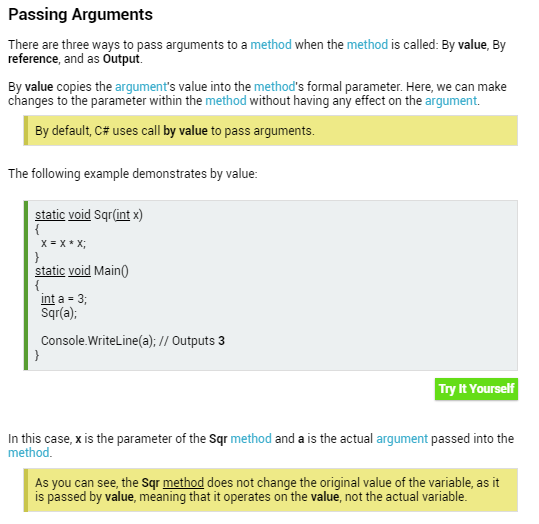 Passing Arguments
There are three ways to pass arguments to a method when the method is called: By value, By
reference, and as Output.
By value copies the argument's value into the method's formal parameter. Here, we can make
changes to the parameter within the method without having any effect on the argument.
By default, C# uses call by value to pass arguments.
The following example demonstrates by value:
static void Sqr(int x)
{
x = x * x;
}
static void Main()
{
int a = 3;
Sqr(a);
Console.WriteLine(a); // Outputs 3
}
Try It Yourself
In this case, x is the parameter of the Sqr method and a is the actual argument passed into the
method.
As you can see, the Sqr method does not change the original value of the variable, as it
is passed by value, meaning that it operates on the value, not the actual variable.